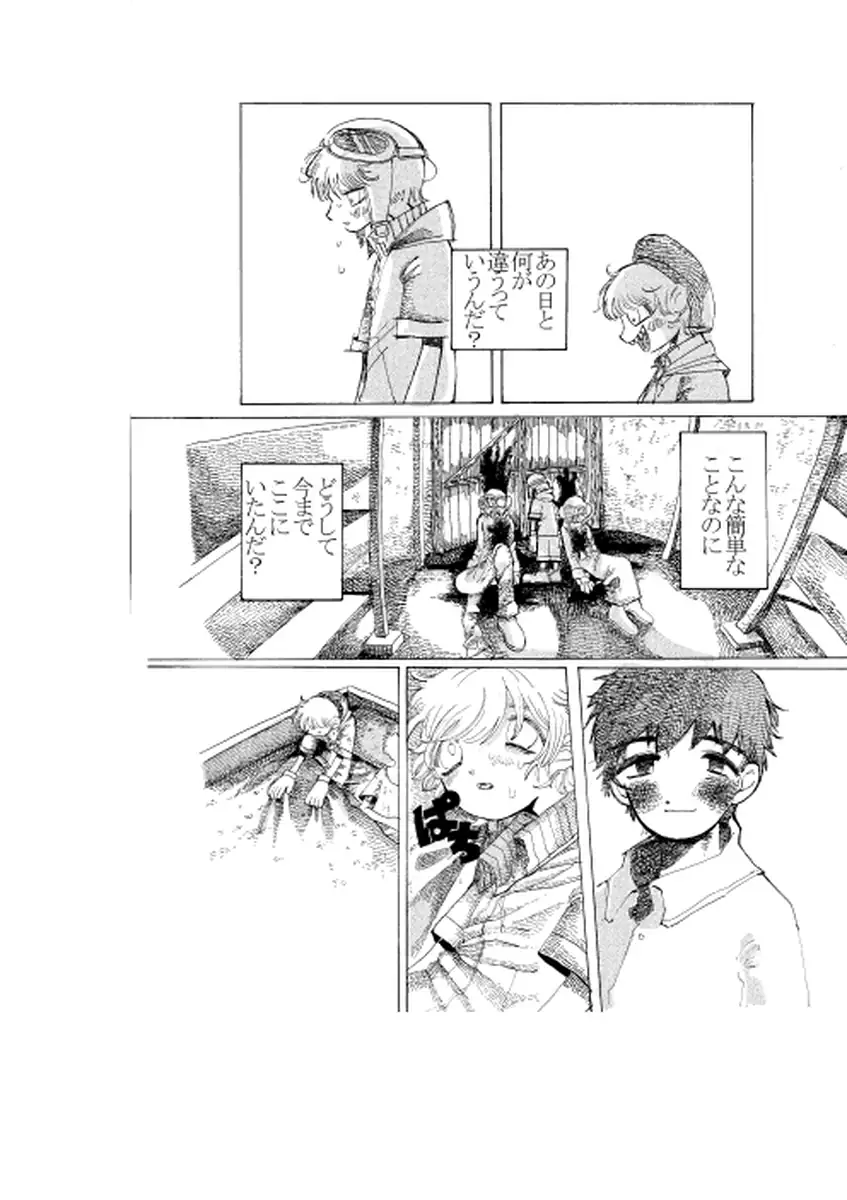 あの日と
何が
違うって
いうんだ?
こんな簡単な
ことなのに
どうして
今まで
ここに
いたんだ?
ぱち